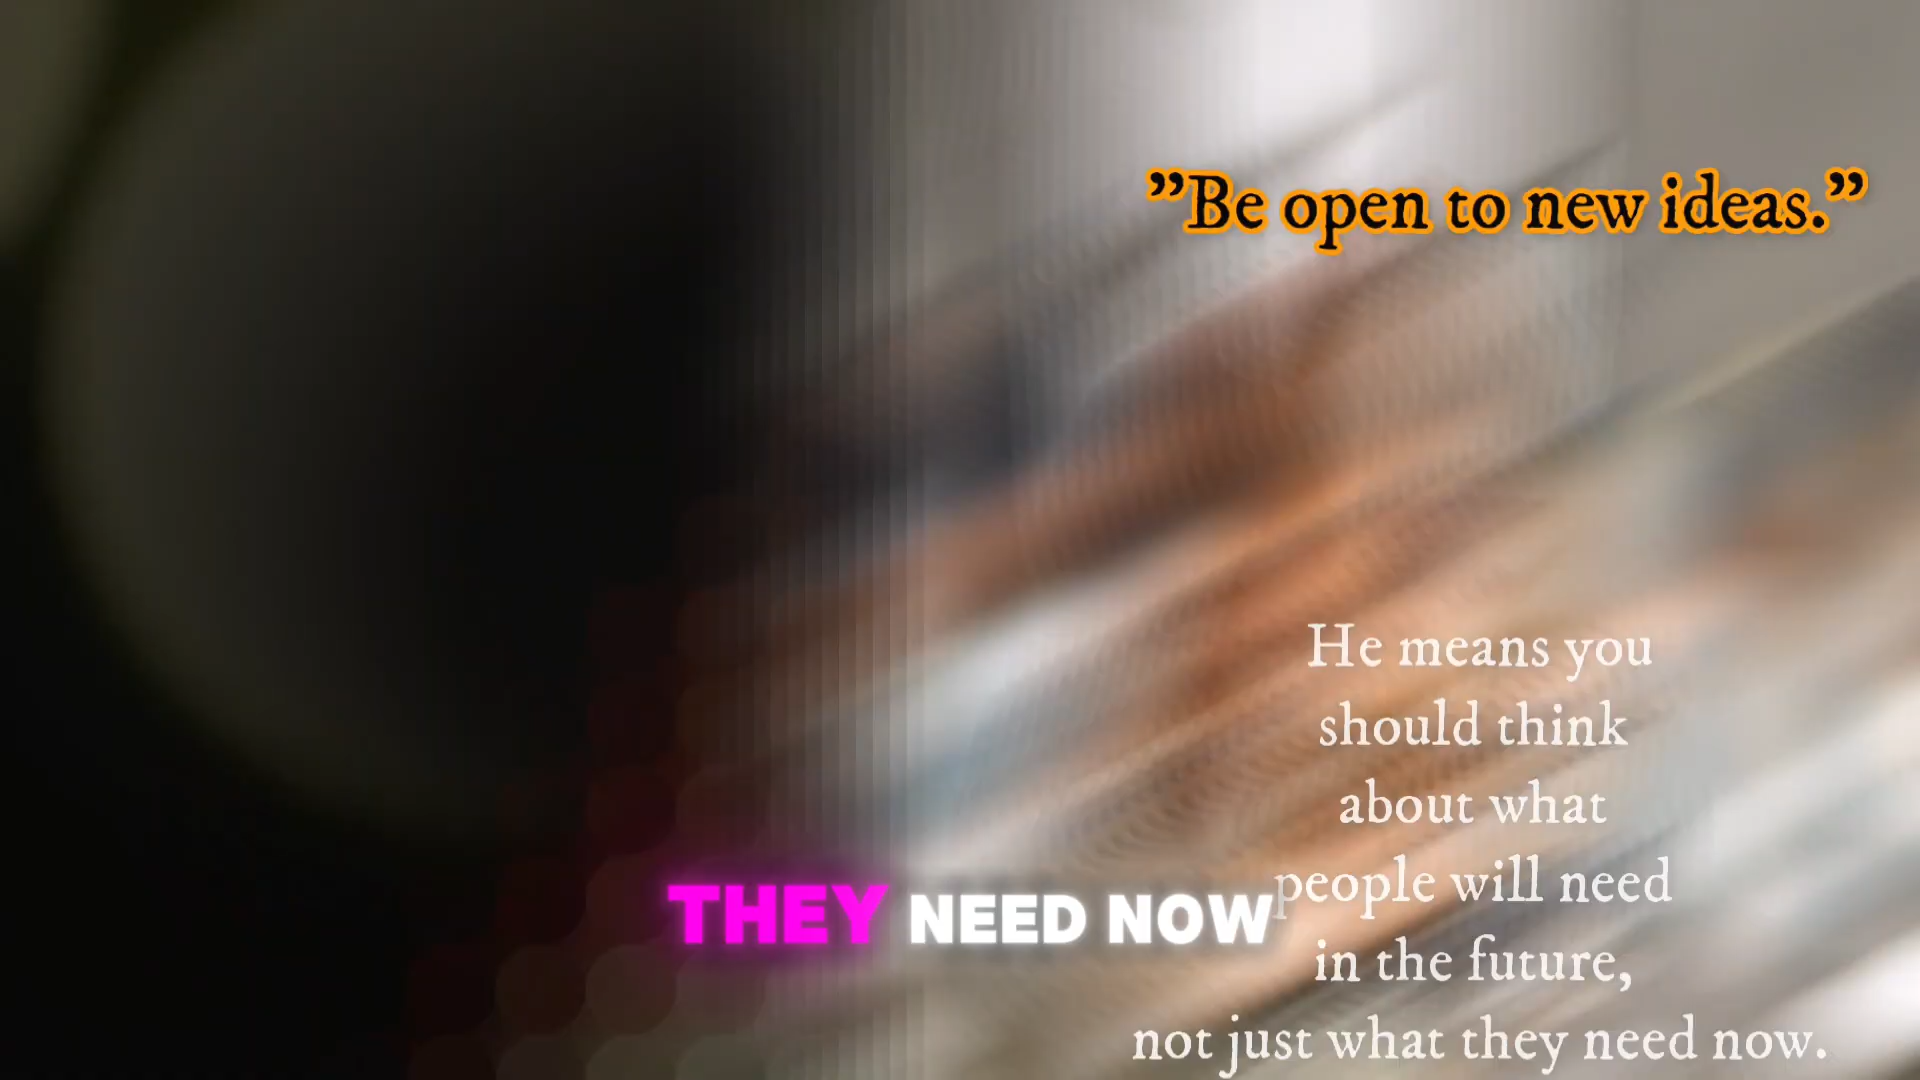 ”Be open to new ideas.”
He means you
should think
about what
people will need
in the future,
not just what they need now.
THEY NEED NOW